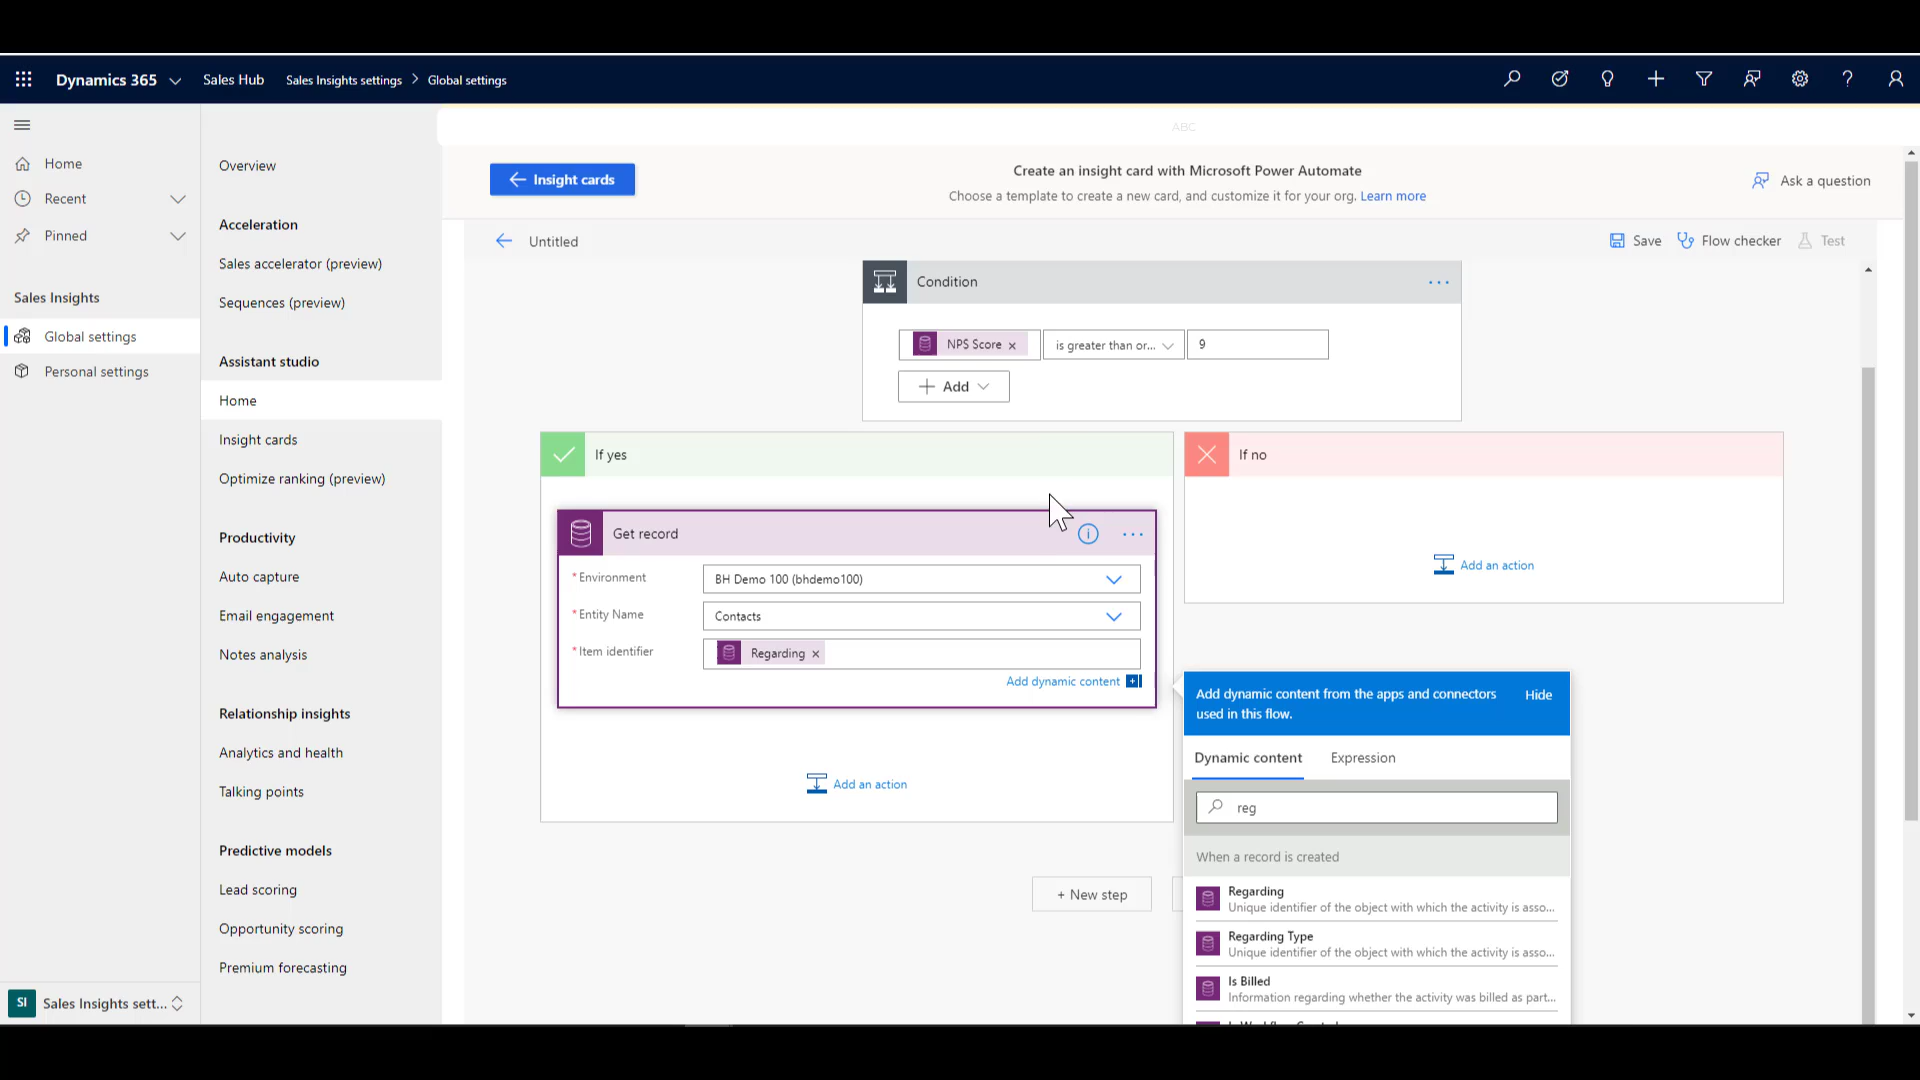 Dynamics 365
Sales Hub
Sales Insights settings > Global settings
Home
Recent
Pinned
Sales Insights
Global settings
Personal settings
SI
Sales Insights sett...
Overview
Acceleration
Sales accelerator (preview)
Sequences (preview)
Assistant studio
Home
Insight cards
Optimize ranking (preview)
Productivity
Auto capture
Email engagement
Notes analysis
Relationship insights
Analytics and health
Talking points
Predictive models
Lead scoring
Opportunity scoring
Premium forecasting
ABC
Insight cards
Create an insight card with Microsoft Power Automate
Choose a template to create a new card, and customize it for your org. Learn more
Ask a question
Untitled
Save
Flow checker
Test
Condition
NPS Score
is greater than or...
9
Add
If yes
Get record
* Environment
BH Demo 100 (bhdemo100)
* Entity Name
Contacts
* Item identifier
Regarding
Add dynamic content
Add an action
If no
Add an action
+ New step
Add dynamic content from the apps and connectors
used in this flow.
Hide
Dynamic content
Expression
reg
When a record is created
Regarding
Unique identifier of the object with which the activity is asso...
Regarding Type
Unique identifier of the object with which the activity is asso...
Is Billed
Information regarding whether the activity was billed as part...